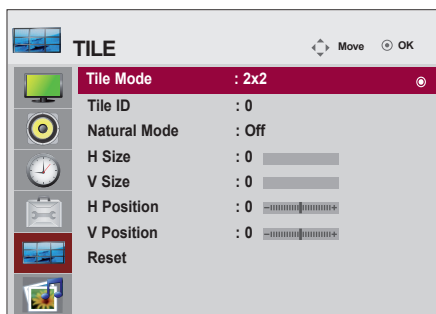 TILE Move OK
Tile Mode : 2x2
Tile ID : 0
Natural Mode : Off
H Size : 0
V Size : 0
H Position : 0 - +
V Position : 0 - +
Reset